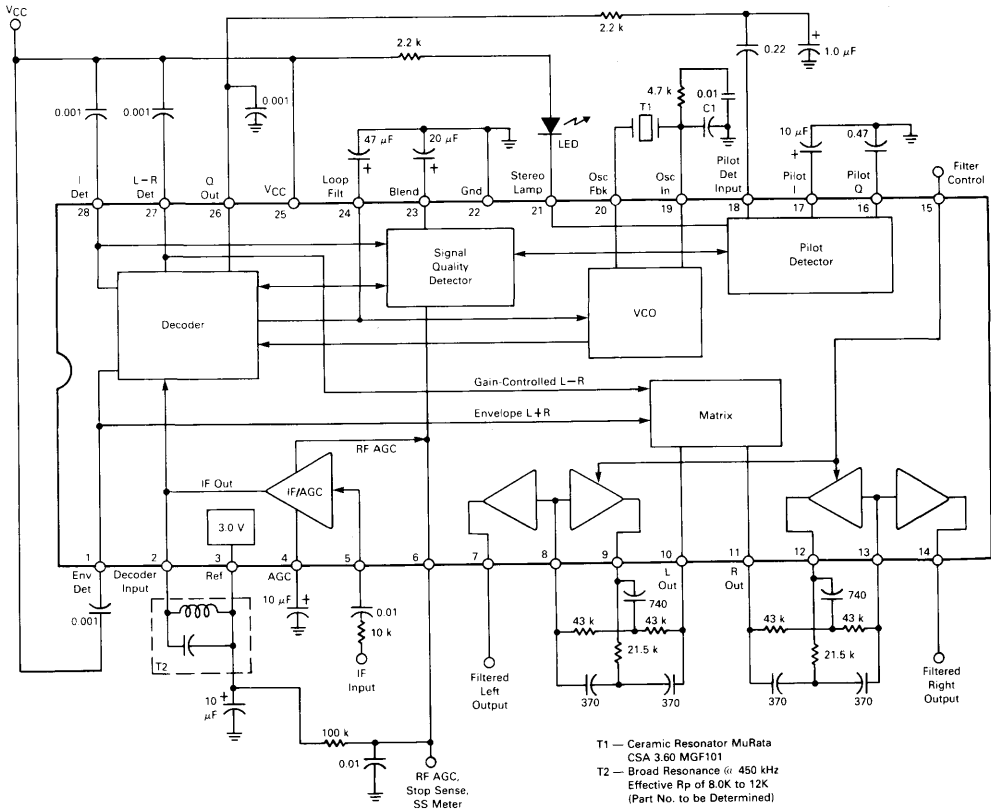 VCC
2.2 k
2.2 k
0.22
+
1.0 µF
0.001
0.001
0.001
47 µF
+
20 µF
+
LED
T1
4.7 k
0.01
C1
10 µF
+
0.47
I
Det
28
L–R
Det
27
Q
Out
26
VCC
25
Loop
Filt
24
Blend
23
Gnd
22
Stereo
Lamp
21
Osc
Fbk
20
Osc
in
19
Pilot
Det
Input
18
Pilot
I
17
Pilot
Q
16
Filter
Control
15
Decoder
Signal
Quality
Detector
VCO
Pilot
Detector
Gain-Controlled L–R
Envelope L+R
Matrix
RF AGC
IF Out
IF/AGC
3.0 V
1
Env
Det
2
Decoder
Input
3
Ref
4
AGC
5
6
7
8
9
10
L
Out
11
R
Out
12
13
14
0.001
T2
10
µF
+
10 µF
+
0.01
10 k
IF
Input
100 k
0.01
RF AGC,
Stop Sense,
SS Meter
Filtered
Left
Output
43 k
43 k
740
21.5 k
370
370
43 k
43 k
740
21.5 k
370
370
Filtered
Right
Output
T1 — Ceramic Resonator MuRata
CSA 3.60 MGF101
T2 — Broad Resonance @ 450 kHz
Effective Rp of 8.0K to 12K
(Part No. to be Determined)